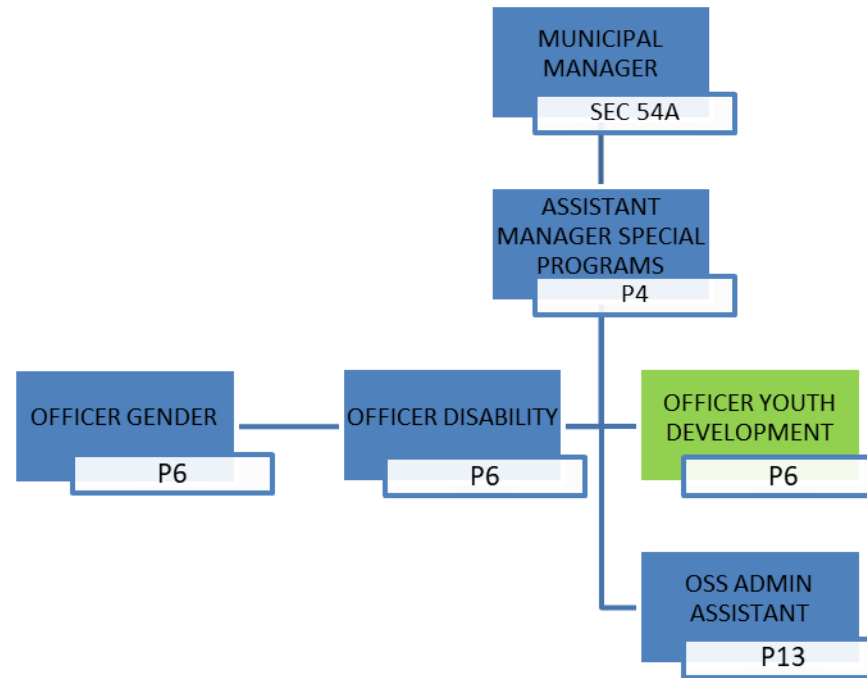 MUNICIPAL
MANAGER
SEC 54A
ASSISTANT
MANAGER SPECIAL
PROGRAMS
P4
OFFICER GENDER
P6
OFFICER DISABILITY
P6
OFFICER YOUTH
DEVELOPMENT
P6
OSS ADMIN
ASSISTANT
P13